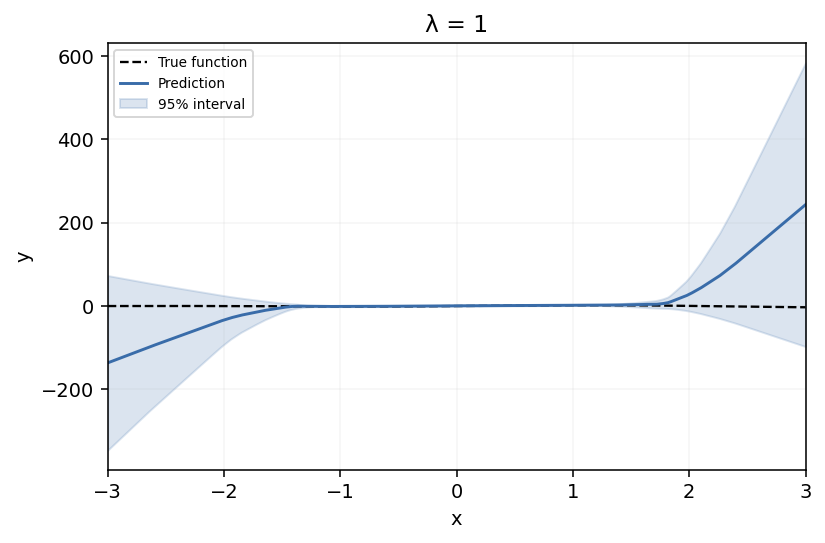 λ = 1
600
400
200
0
−200
y
True function
Prediction
95% interval
−3
−2
−1
0
1
2
3
x